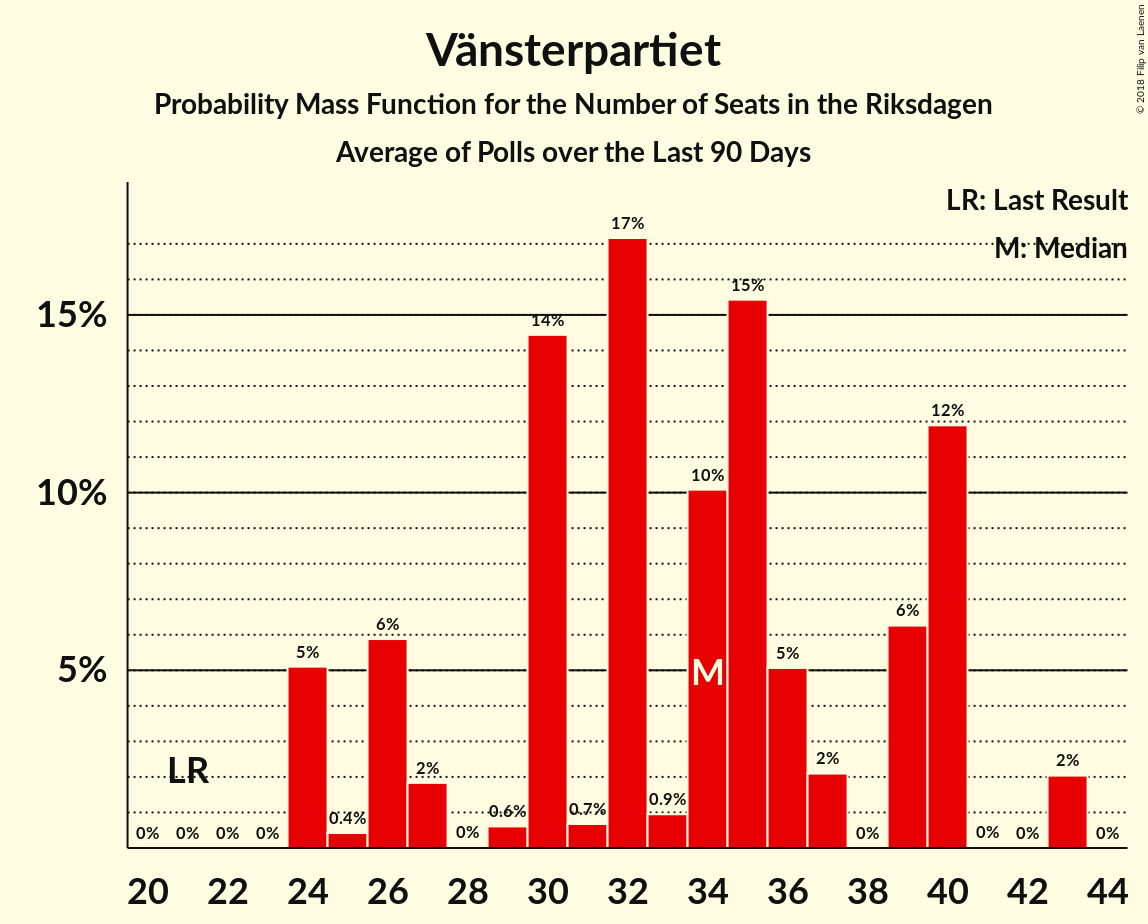 Vänsterpartiet
Probability Mass Function for the Number of Seats in the Riksdagen
Average of Polls over the Last 90 Days
© 2018 Filip van Laenen
LR: Last Result
M: Median
15%
10%
5%
0% 0% 0% 0% 5% 0.4% 6% 2% 0% 0.6% 14% 0.7% 17% 0.9% 10% 15% 5% 2% 0% 6% 12% 0% 0% 2% 0%
LR
M
20 22 24 26 28 30 32 34 36 38 40 42 44